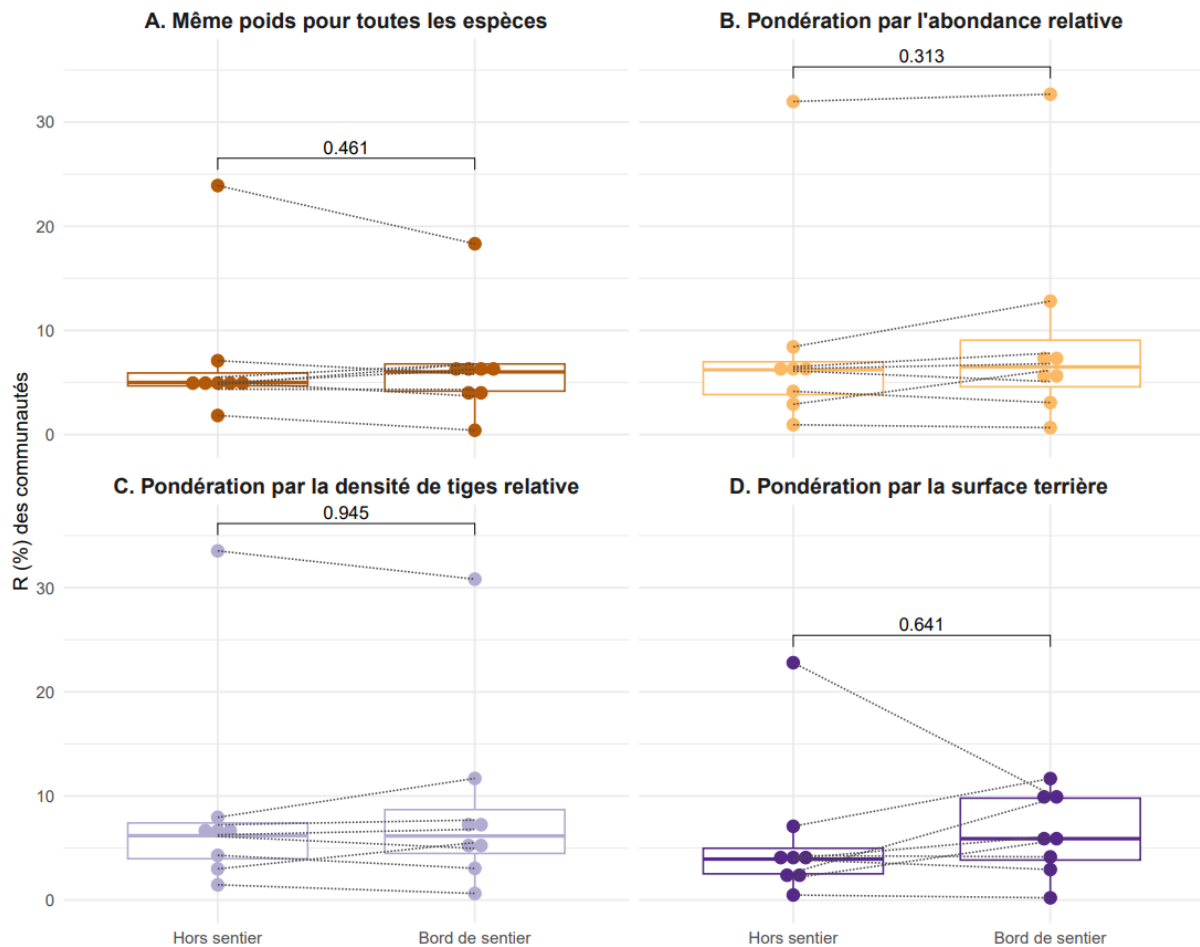 A. Même poids pour toutes les espèces
B. Pondération par l'abondance relative
0.313
0.461
30
20
10
0
R (%) des communautés
C. Pondération par la densité de tiges relative
D. Pondération par la surface terrière
0.945
0.641
30
20
10
0
Hors sentier
Bord de sentier
Hors sentier
Bord de sentier